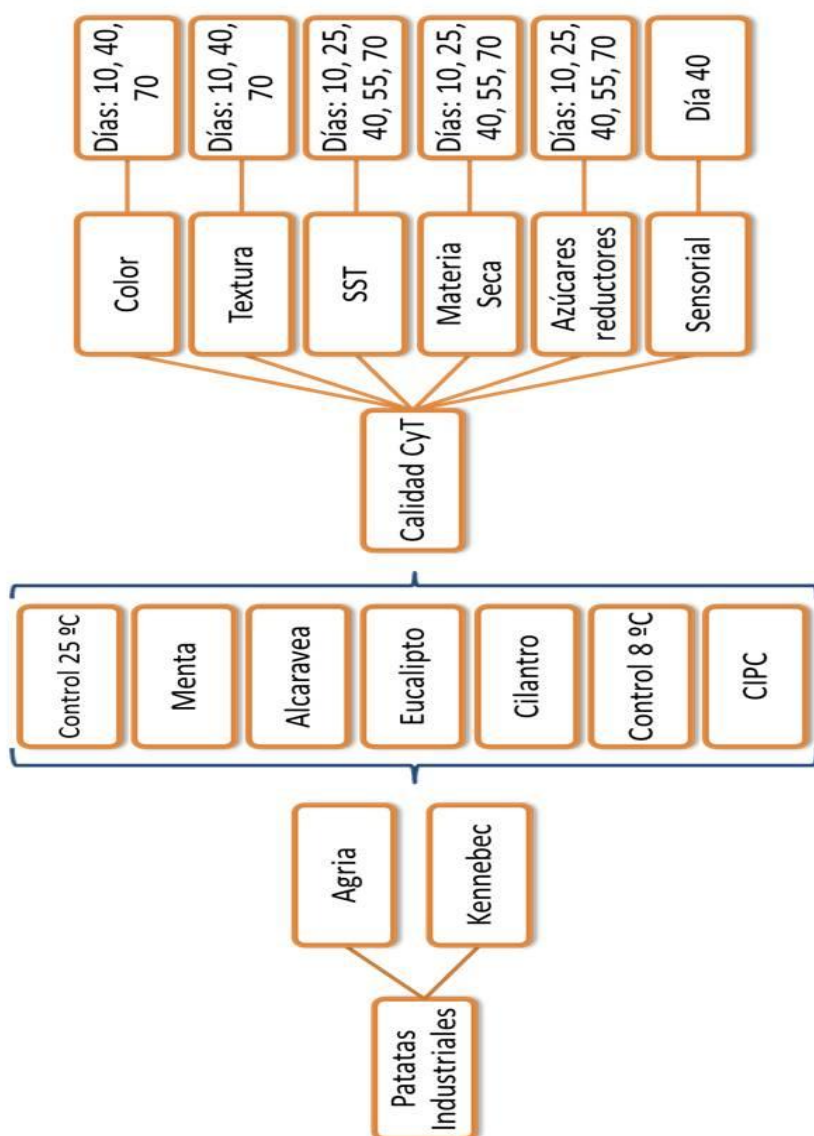 Patatas
Industriales
Agria
Kennebec
Control 25 ºC
Menta
Alcaravea
Eucalipto
Cilantro
Control 8 ºC
CIPC
Calidad CyT
Color
Textura
SST
Materia
Seca
Azúcares
reductores
Sensorial
Días: 10, 40,
70
Días: 10, 40,
70
Días: 10, 25,
40, 55, 70
Días: 10, 25,
40, 55, 70
Días: 10, 25,
40, 55, 70
Día 40